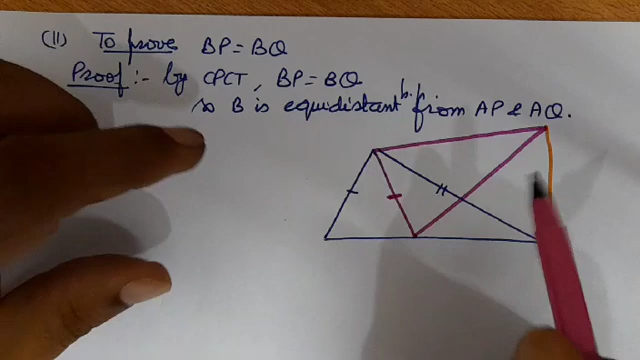 (II) To prove BP = BQ
Proof :- by CPCT, BP = BQ
so B is equidistant from AP & AQ.